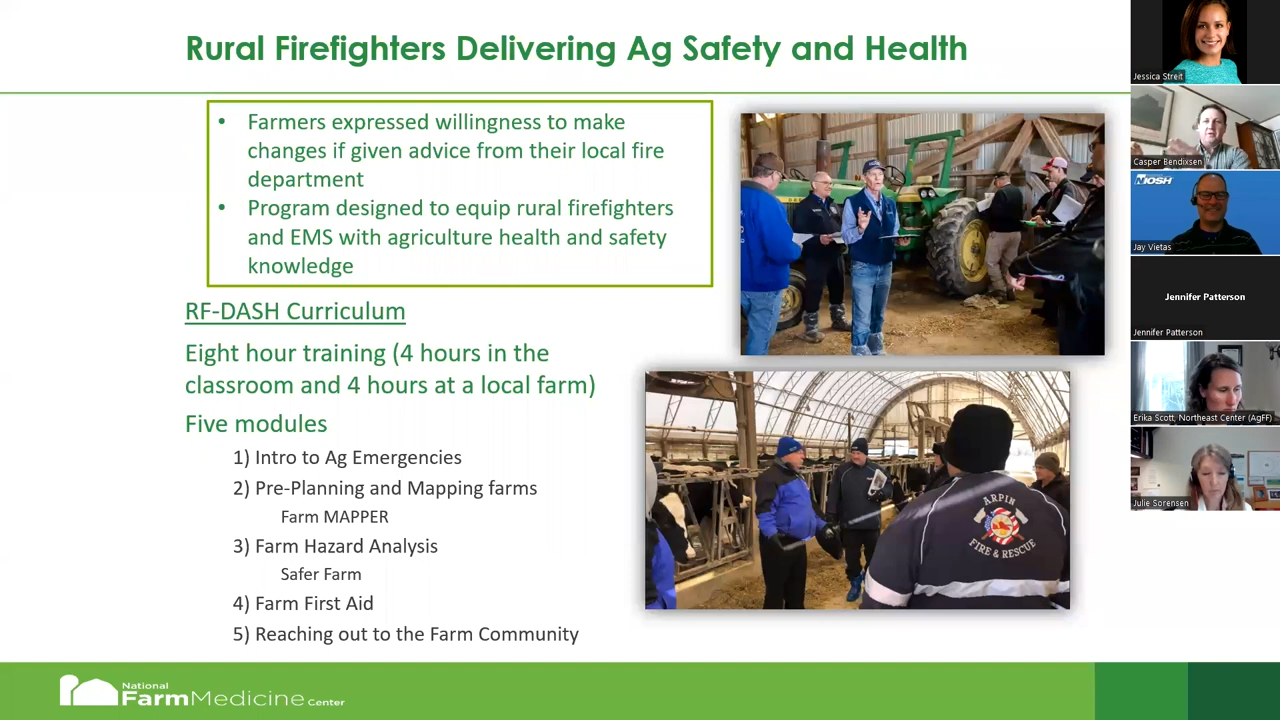 Rural Firefighters Delivering Ag Safety and Health
• Farmers expressed willingness to make
changes if given advice from their local fire
department
• Program designed to equip rural firefighters
and EMS with agriculture health and safety
knowledge
RF-DASH Curriculum
Eight hour training (4 hours in the
classroom and 4 hours at a local farm)
Five modules
1) Intro to Ag Emergencies
2) Pre-Planning and Mapping farms
Farm MAPPER
3) Farm Hazard Analysis
Safer Farm
4) Farm First Aid
5) Reaching out to the Farm Community
ARPIN
FIRE & RESCUE
National
FarmMedicine Center
Jessica Streit
Casper Bendixsen
NIOSH
Jay Vietas
Jennifer Patterson
Jennifer Patterson
Erika Scott, Northeast Center (AgFF)
Julie Sorensen